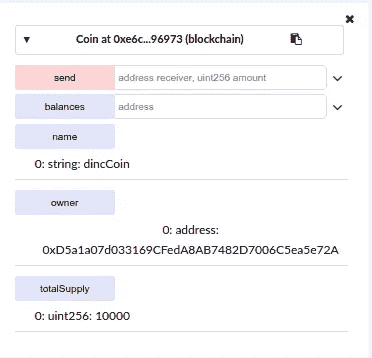 Coin at 0xe6c...96973 (blockchain)
send address receiver, uint256 amount
balances address
name
0: string: dincCoin
owner
0: address:
0xD5a1a07d033169CFedA8AB7482D7006C5ea5e72A
totalSupply
0: uint256: 10000